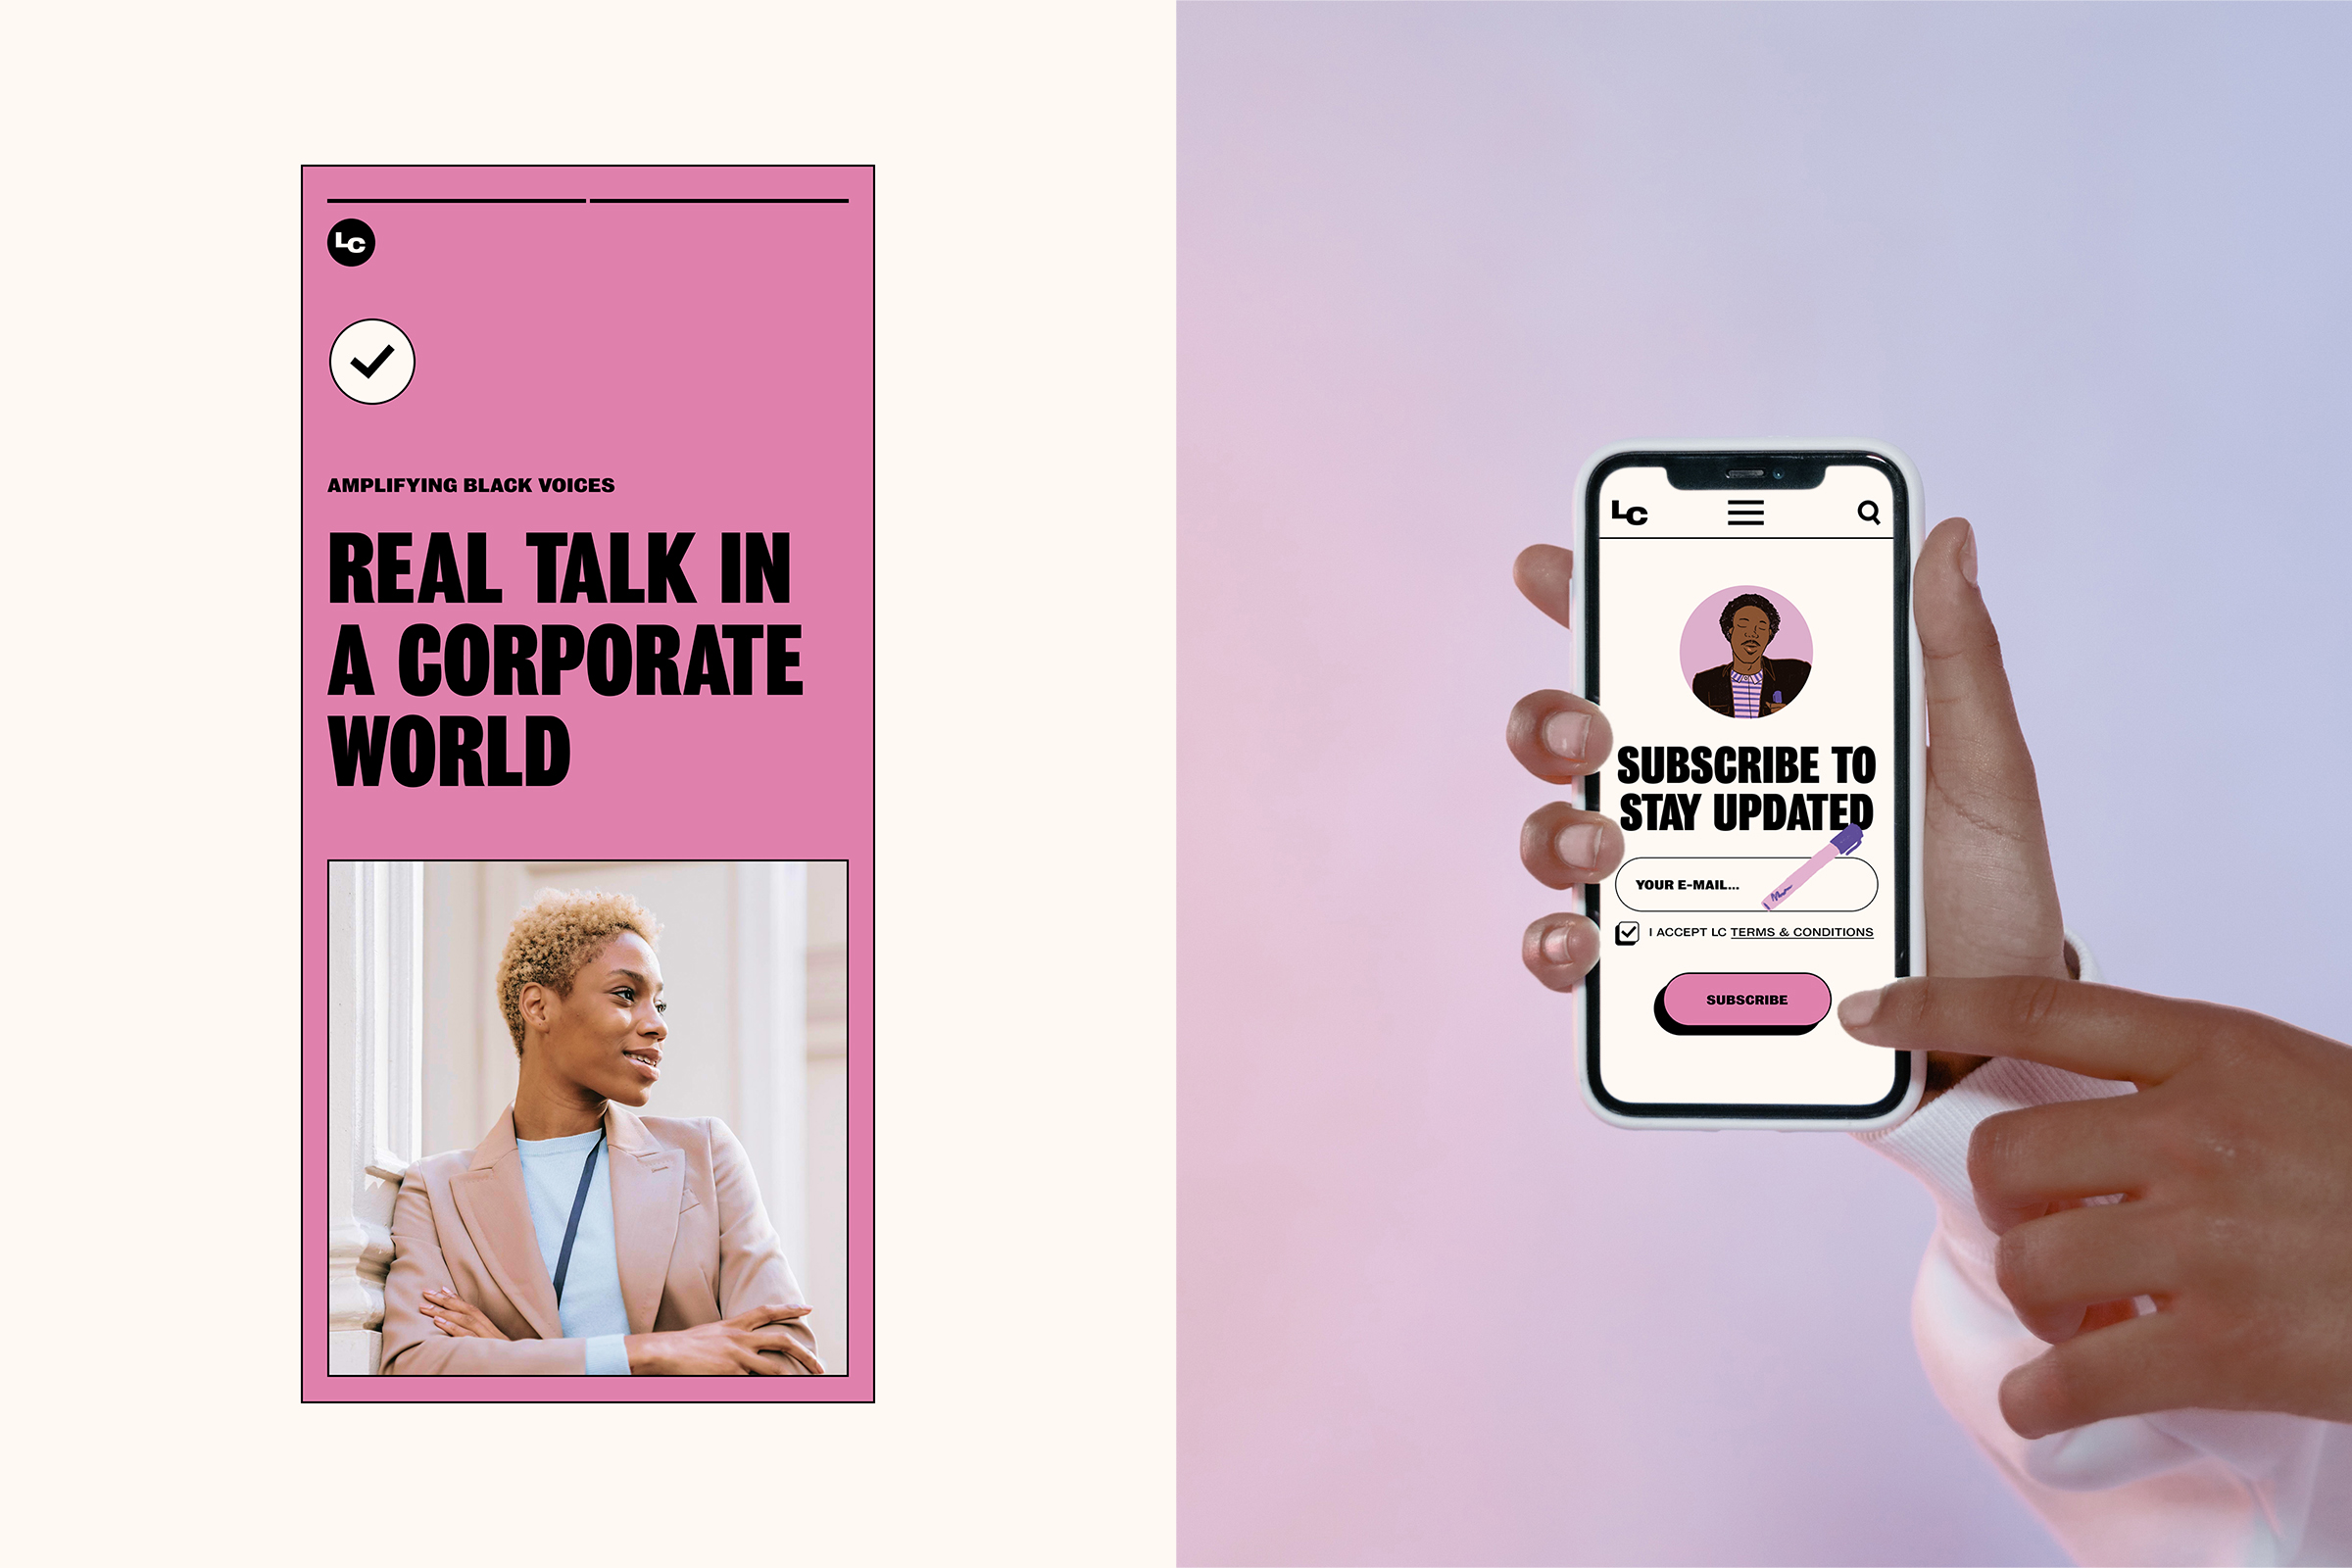 LC
AMPLIFYING BLACK VOICES
REAL TALK IN
A CORPORATE
WORLD
LC
SUBSCRIBE TO
STAY UPDATED
YOUR E-MAIL...
I ACCEPT LC TERMS & CONDITIONS
SUBSCRIBE